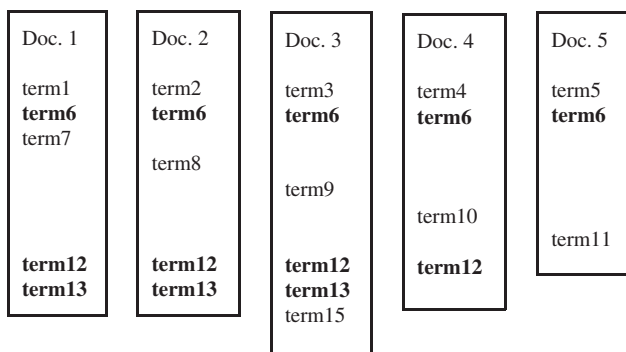 Doc. 1
term1
term6
term7
term12
term13
Doc. 2
term2
term6
term8
term12
term13
Doc. 3
term3
term6
term9
term12
term13
term15
Doc. 4
term4
term6
term10
term12
Doc. 5
term5
term6
term11